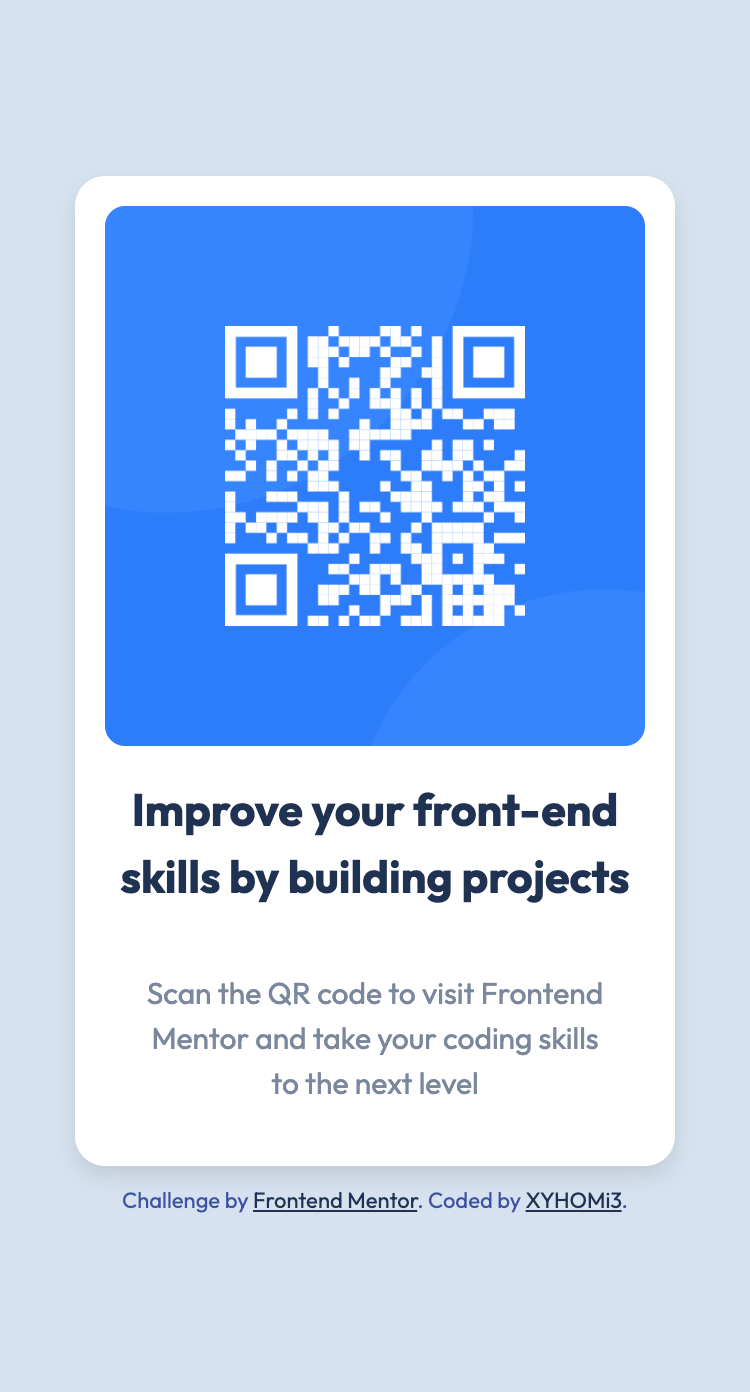 Improve your front-end
skills by building projects
Scan the QR code to visit Frontend
Mentor and take your coding skills
to the next level
Challenge by Frontend Mentor. Coded by XYHOMi3.